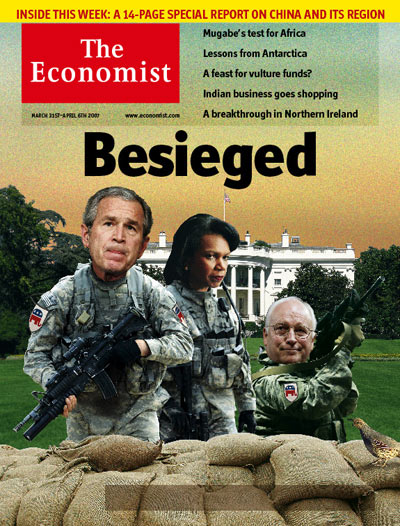 INSIDE THIS WEEK: A 14-PAGE SPECIAL REPORT ON CHINA AND ITS REGION
The
Economist
MARCH 31ST-APRIL 6TH 2007
www.economist.com
Mugabe's test for Africa
Lessons from Antarctica
A feast for vulture funds?
Indian business goes shopping
A breakthrough in Northern Ireland
Besieged